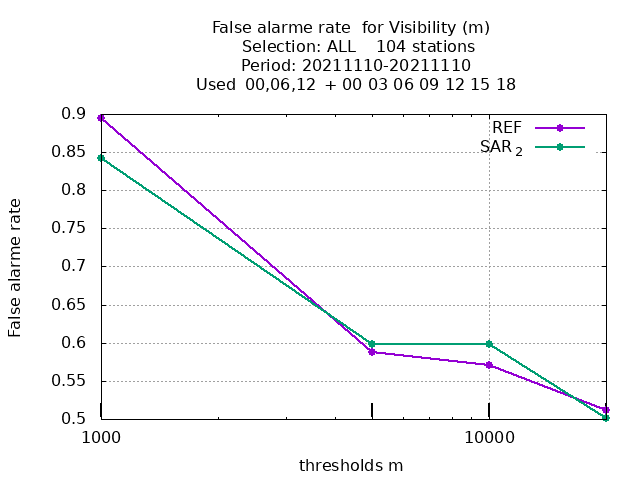 False alarme rate  for Visibility (m)
Selection: ALL    104 stations
Period: 20211110-20211110
Used  00,06,12  + 00 03 06 09 12 15 18
REF
SAR 2
0.9
0.85
0.8
0.75
0.7
0.65
0.6
0.55
0.5
False alarme rate
1000
10000
thresholds m